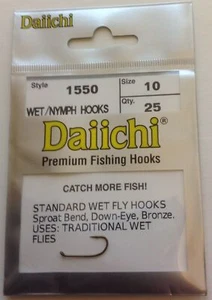 Daiichi
Style 1550 Size 10
WET/NYMPH HOOKS Qty. 25
Daiichi®
Premium Fishing Hooks
CATCH MORE FISH!
STANDARD WET FLY HOOKS
Sproat Bend, Down-Eye, Bronze.
USES: TRADITIONAL WET
FLIES